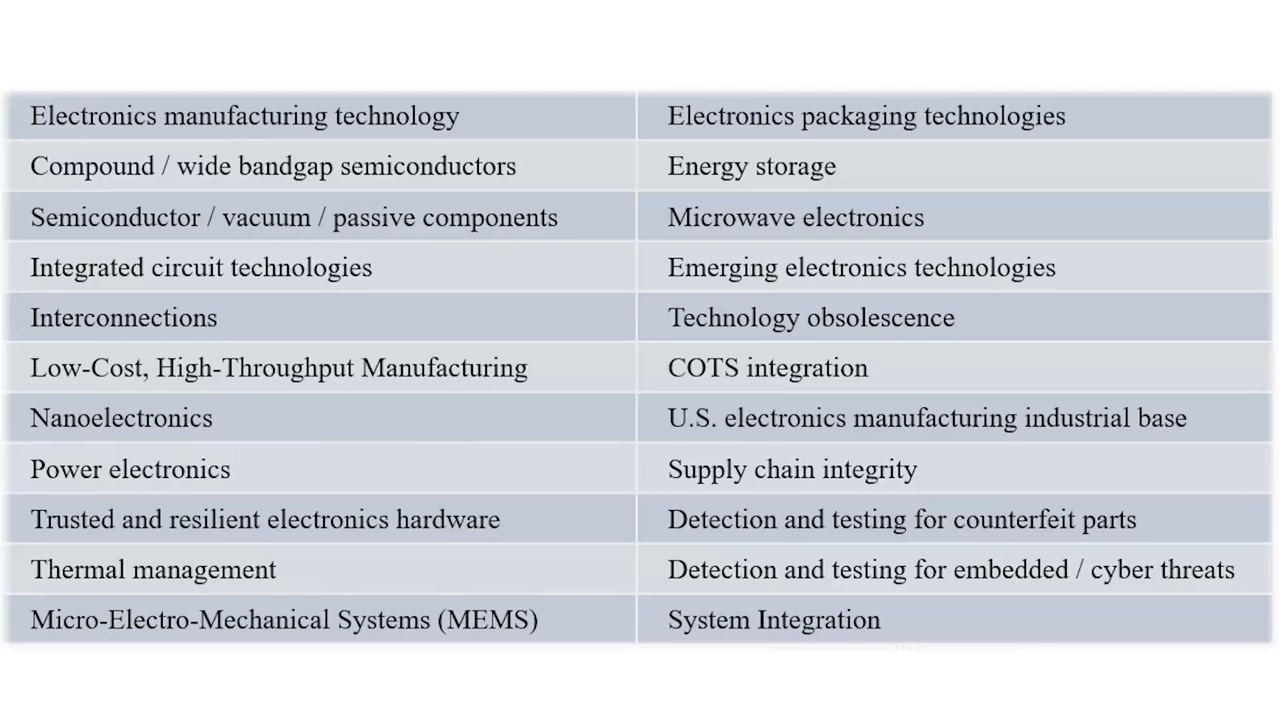 Electronics manufacturing technology
Electronics packaging technologies
Compound / wide bandgap semiconductors
Energy storage
Semiconductor / vacuum / passive components
Microwave electronics
Integrated circuit technologies
Emerging electronics technologies
Interconnections
Technology obsolescence
Low-Cost, High-Throughput Manufacturing
COTS integration
Nanoelectronics
U.S. electronics manufacturing industrial base
Power electronics
Supply chain integrity
Trusted and resilient electronics hardware
Detection and testing for counterfeit parts
Thermal management
Detection and testing for embedded / cyber threats
Micro-Electro-Mechanical Systems (MEMS)
System Integration